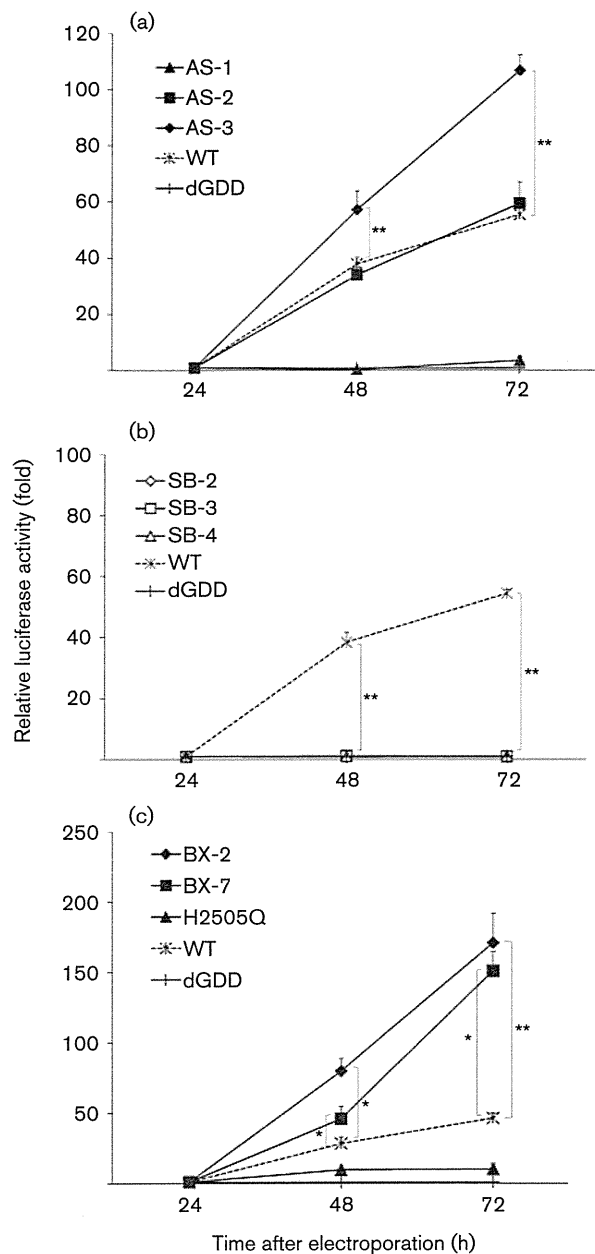 (a)
120
100
80
60
40
20
AS-1
AS-2
AS-3
WT
dGDD
**
**
24 48 72
(b)
100
80
60
40
20
SB-2
SB-3
SB-4
WT
dGDD
**
**
24 48 72
Relative luciferase activity (fold)
(c)
250
200
150
100
50
BX-2
BX-7
H2505Q
WT
dGDD
*
*
*
**
24 48 72
Time after electroporation (h)